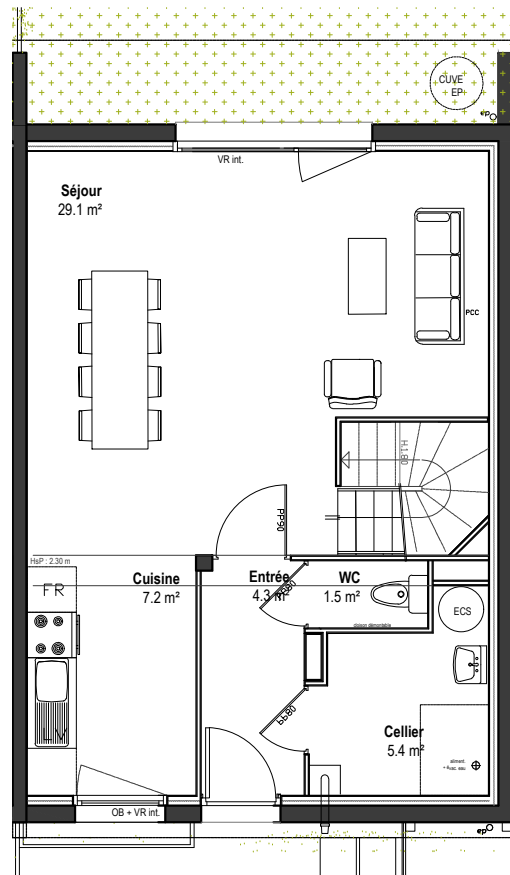 CUVE
EP
epo
VR int.
Séjour
29.1 m²
PCC
H.1.80
PP90
HsP : 2.30 m
FR
Cuisine
7.2 m²
Entrée
4.3 m²
PP80
WC
1.5 m²
ECS
cloison démontable
PP80
Cellier
5.4 m²
LV
OB + VR int.
epo